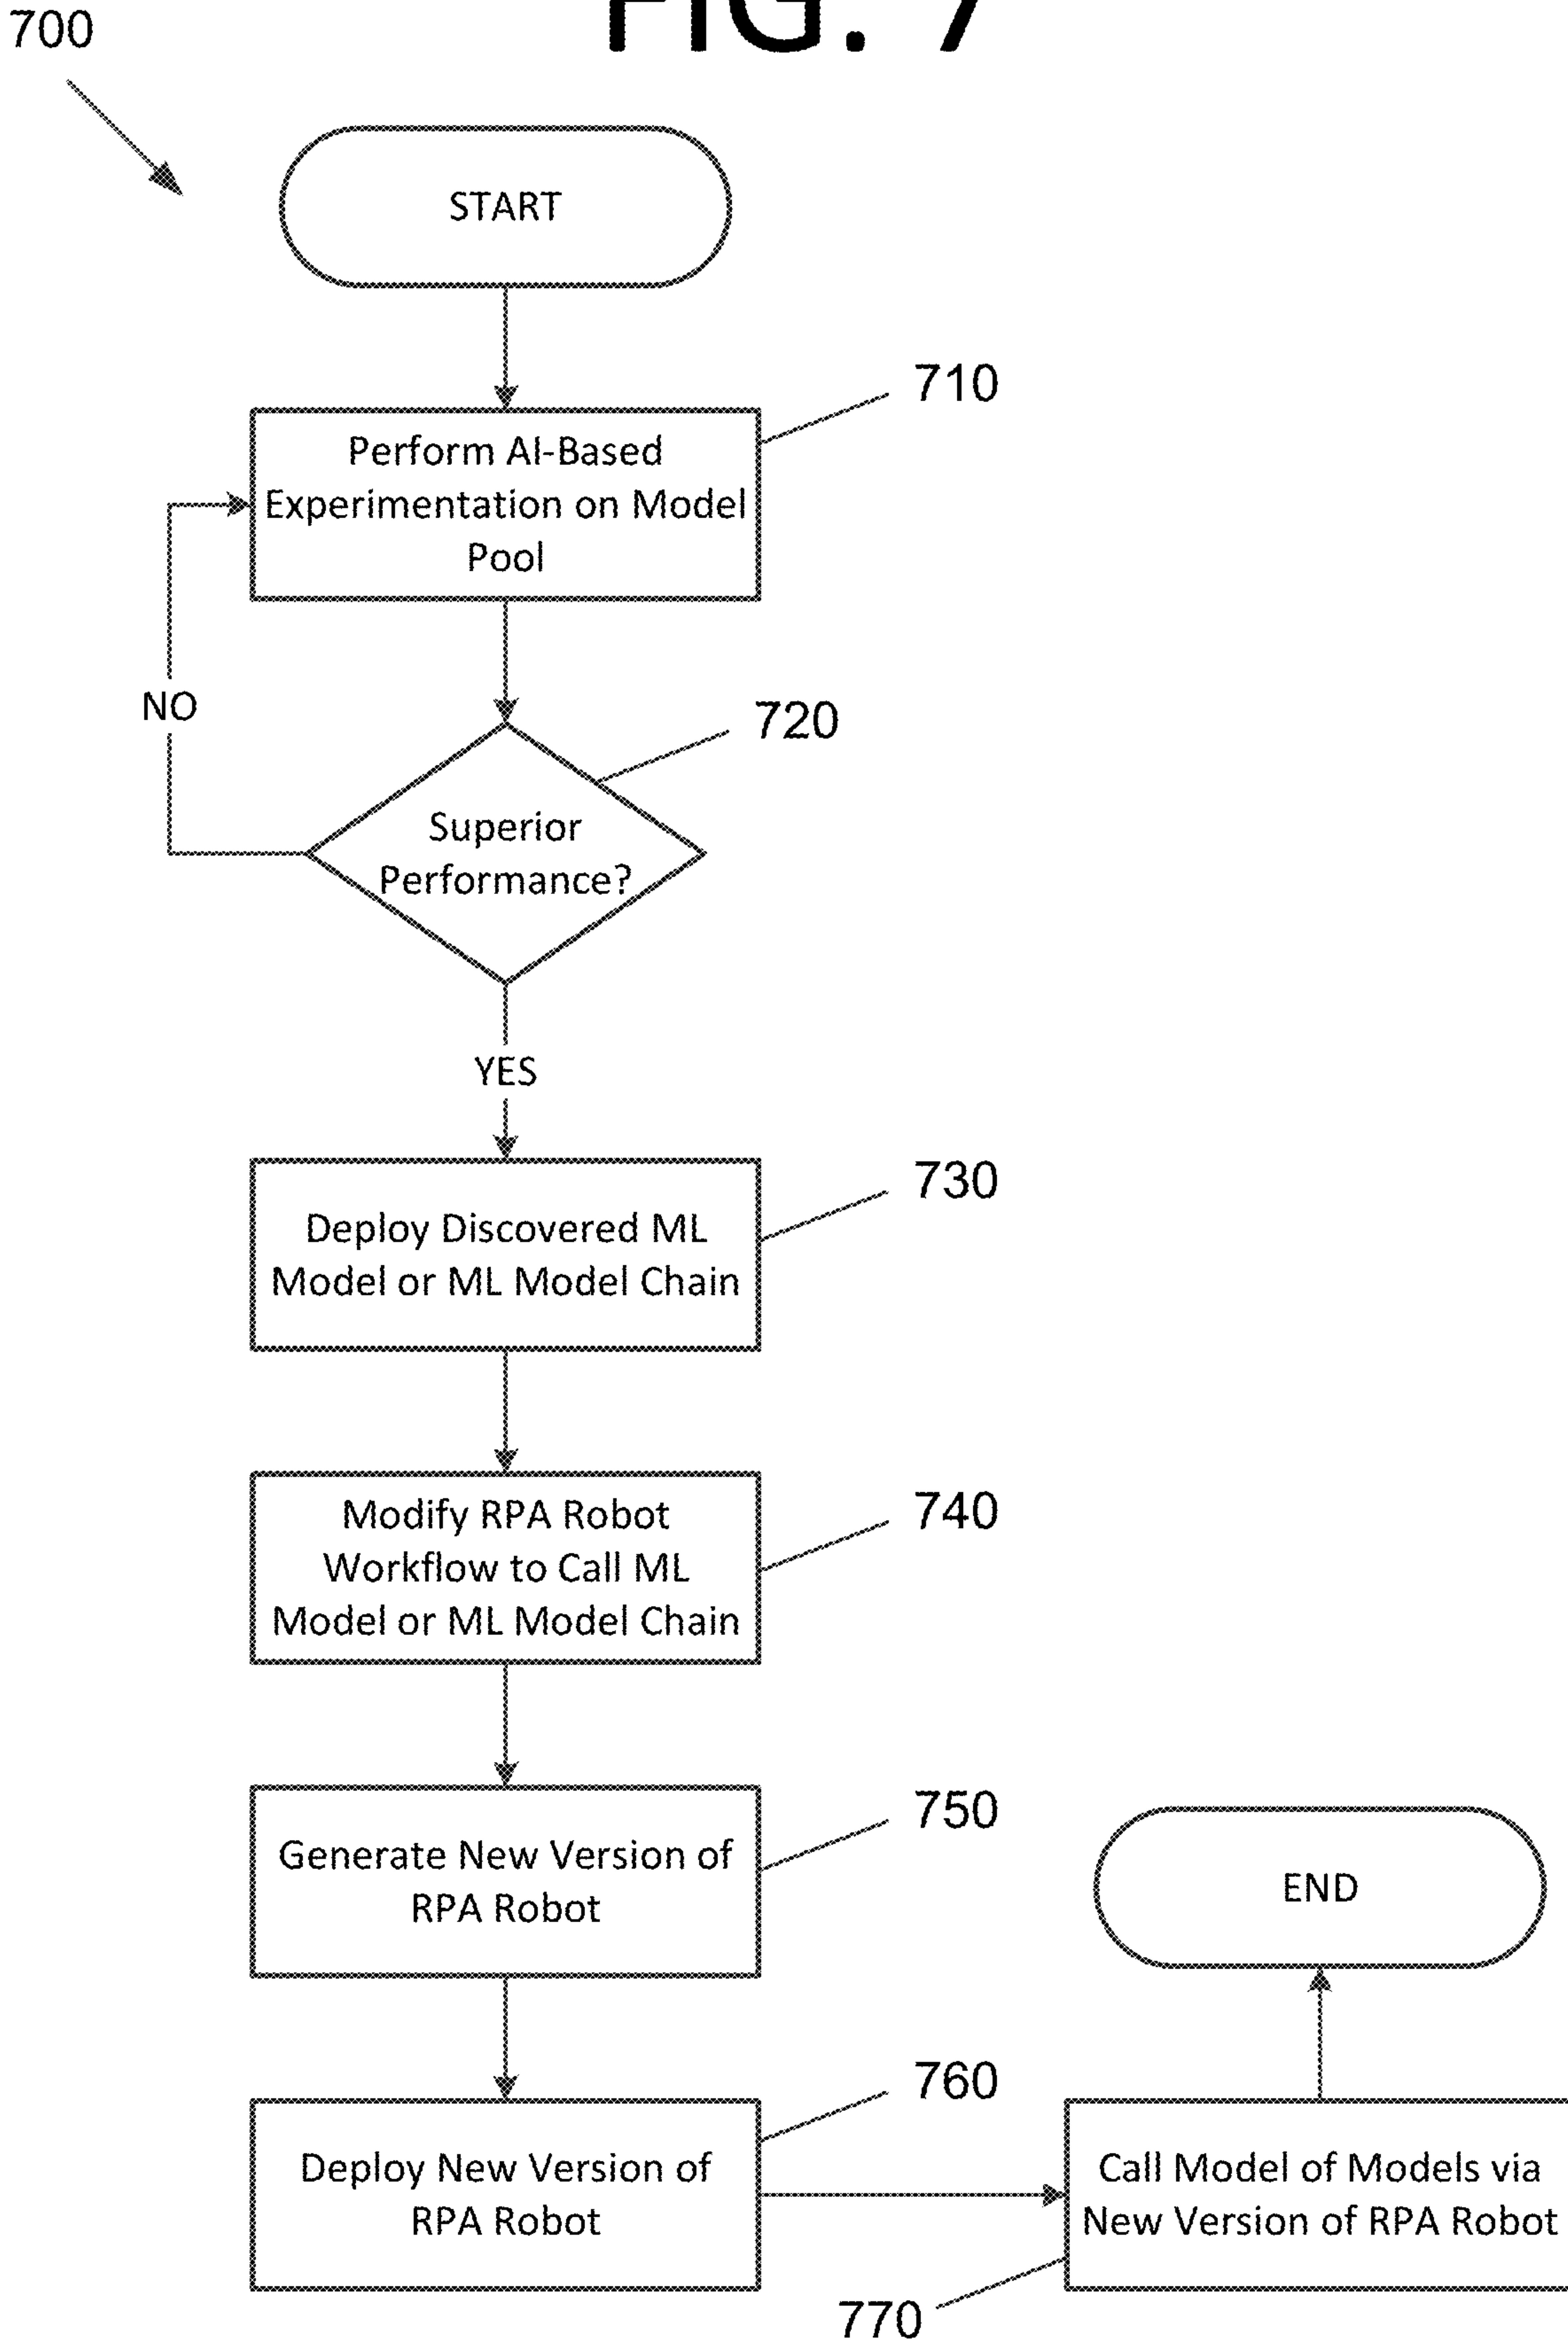 FIG. 7
700
START
710
Perform AI-Based
Experimentation on Model
Pool
NO
720
Superior
Performance?
YES
730
Deploy Discovered ML
Model or ML Model Chain
740
Modify RPA Robot
Workflow to Call ML
Model or ML Model Chain
750
Generate New Version of
RPA Robot
END
760
Deploy New Version of
RPA Robot
Call Model of Models via
New Version of RPA Robot
770